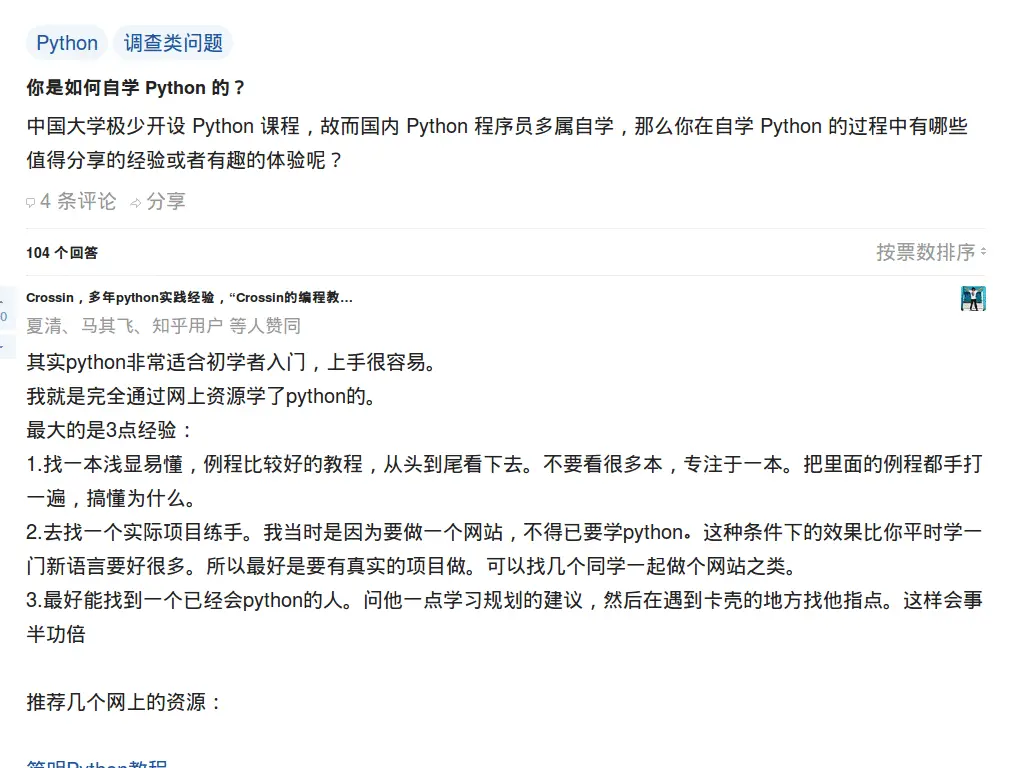 Python 调查类问题
你是如何自学 Python 的？
中国大学极少开设 Python 课程，故而国内 Python 程序员多属自学，那么你在自学 Python 的过程中有哪些
值得分享的经验或者有趣的体验呢？
4 条评论 分享
104 个回答 按票数排序
Crossin，多年python实践经验，“Crossin的编程教…
0
夏清、马其飞、知乎用户 等人赞同
其实python非常适合初学者入门，上手很容易。
我就是完全通过网上资源学了python的。
最大的是3点经验：
1.找一本浅显易懂，例程比较好的教程，从头到尾看下去。不要看很多本，专注于一本。把里面的例程都手打
一遍，搞懂为什么。
2.去找一个实际项目练手。我当时是因为要做一个网站，不得已要学python。这种条件下的效果比你平时学一
门新语言要好很多。所以最好是要有真实的项目做。可以找几个同学一起做个网站之类。
3.最好能找到一个已经会python的人。问他一点学习规划的建议，然后在遇到卡壳的地方找他指点。这样会事
半功倍
推荐几个网上的资源：
简明Python教程